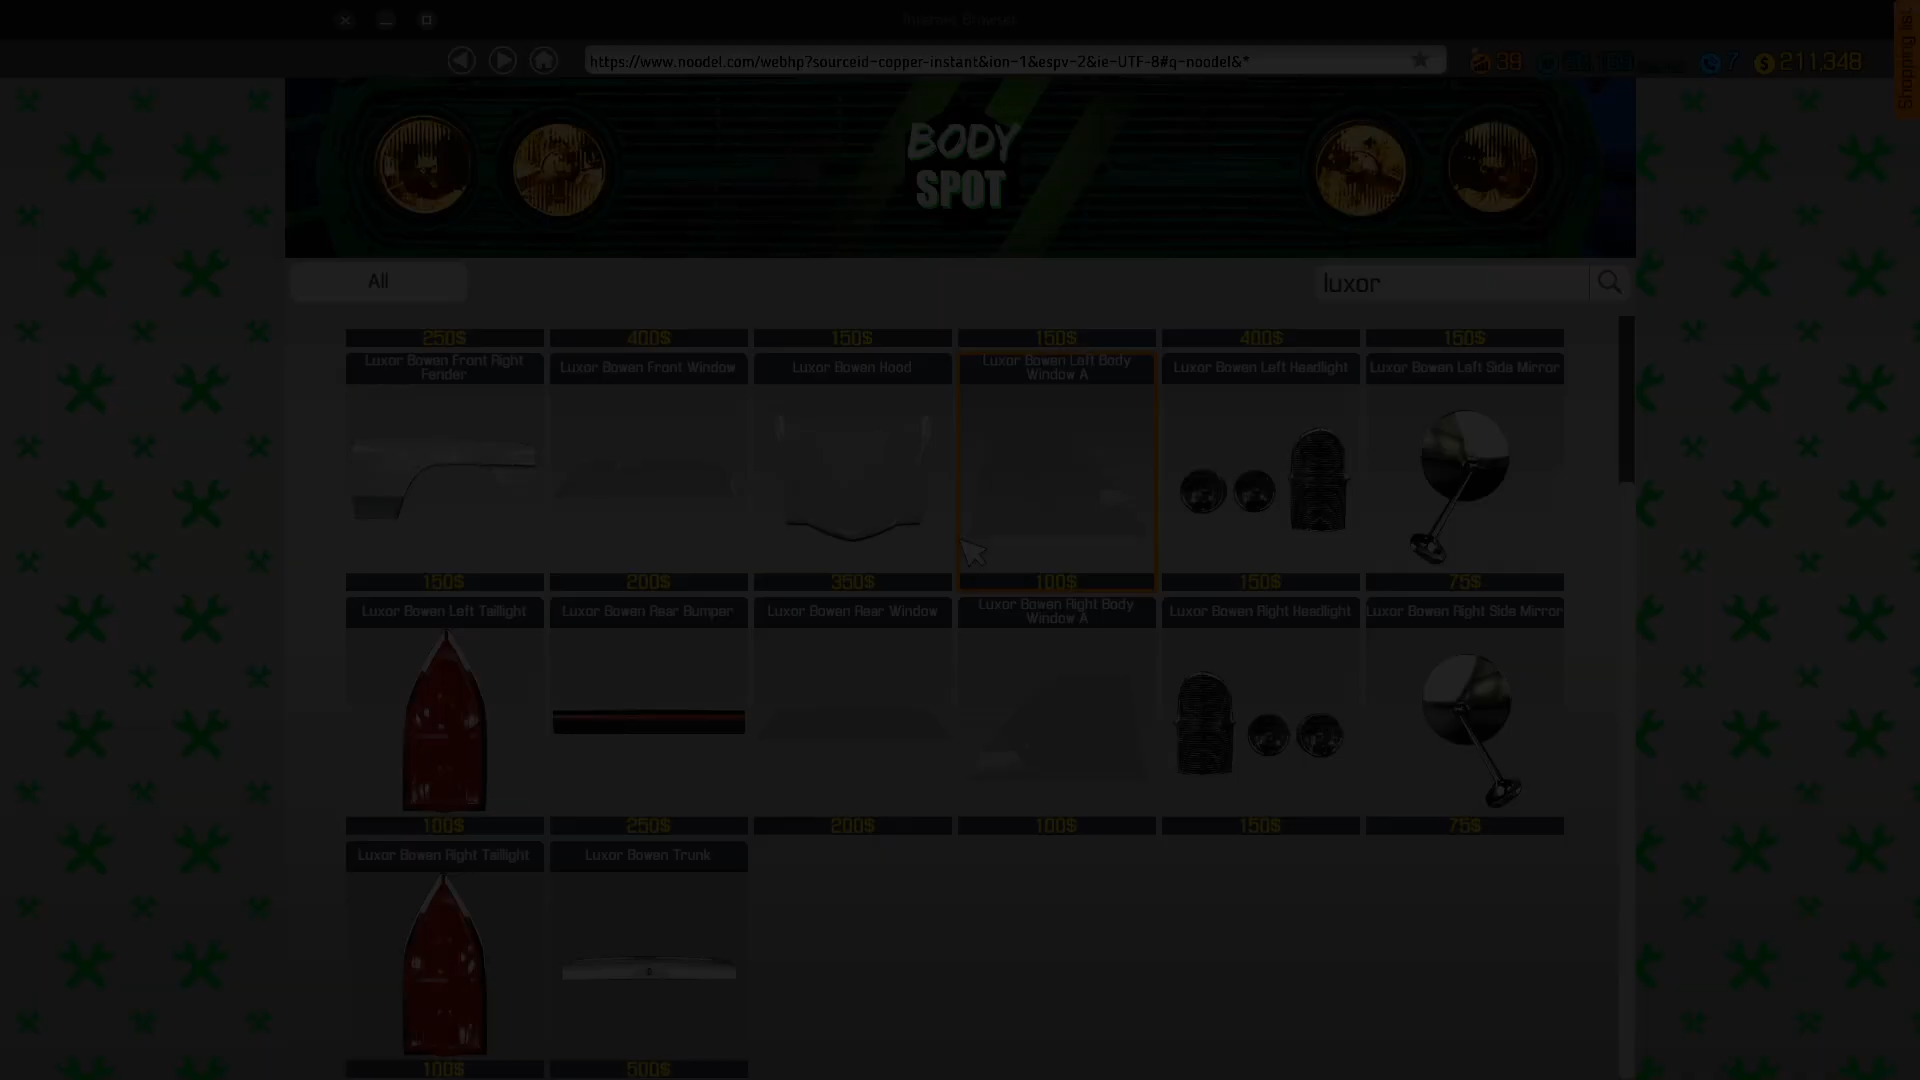 Internet Browser
https://www.noodel.com/webhp?sourceid-copper-instant&ion-1&espv-2&ie-UTF-8#q-noodel&*
39
7
211,348
Shopping list
BODY
SPOT
All
luxor
250$ 400$ 150$ 150$ 400$ 150$
Luxor Bowen Front Right Fender
Luxor Bowen Front Window
Luxor Bowen Hood
Luxor Bowen Left Body Window A
Luxor Bowen Left Headlight
Luxor Bowen Left Side Mirror
150$ 200$ 350$ 100$ 150$ 75$
Luxor Bowen Left Taillight
Luxor Bowen Rear Bumper
Luxor Bowen Rear Window
Luxor Bowen Right Body Window A
Luxor Bowen Right Headlight
Luxor Bowen Right Side Mirror
100$ 250$ 200$ 100$ 150$ 75$
Luxor Bowen Right Taillight
Luxor Bowen Trunk
100$ 500$